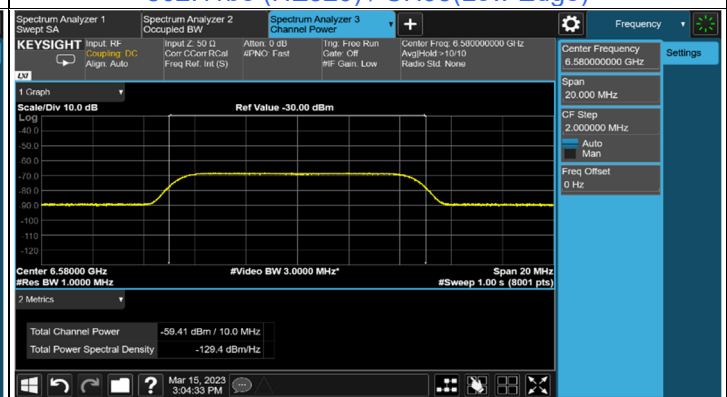 Spectrum Analyzer 1
Swept SA
Spectrum Analyzer 2
Occupied BW
Spectrum Analyzer 3
Channel Power
Frequency
KEYSIGHT
Input: RF
Coupling: DC
Align: Auto
Input Z: 50 Ω
Corr CCorr RCal
Freq Ref: Int (S)
Atten: 0 dB
#PNO: Fast
Trig: Free Run
Gate: Off
#IF Gain: Low
Center Freq: 6.580000000 GHz
Avg|Hold:>10/10
Radio Std: None
LXI
Center Frequency
6.580000000 GHz
Settings
Span
20.000 MHz
CF Step
2.000000 MHz
Auto
Man
Freq Offset
0 Hz
1 Graph
Scale/Div 10.0 dB
Ref Value -30.00 dBm
Log
-40.0
-50.0
-60.0
-70.0
-80.0
-90.0
-100
-110
-120
Center 6.58000 GHz
#Video BW 3.0000 MHz*
Span 20 MHz
#Res BW 1.0000 MHz
#Sweep 1.00 s (8001 pts)
2 Metrics
Total Channel Power
-59.41 dBm / 10.0 MHz
Total Power Spectral Density
-129.4 dBm/Hz
?
Mar 15, 2023
3:04:33 PM